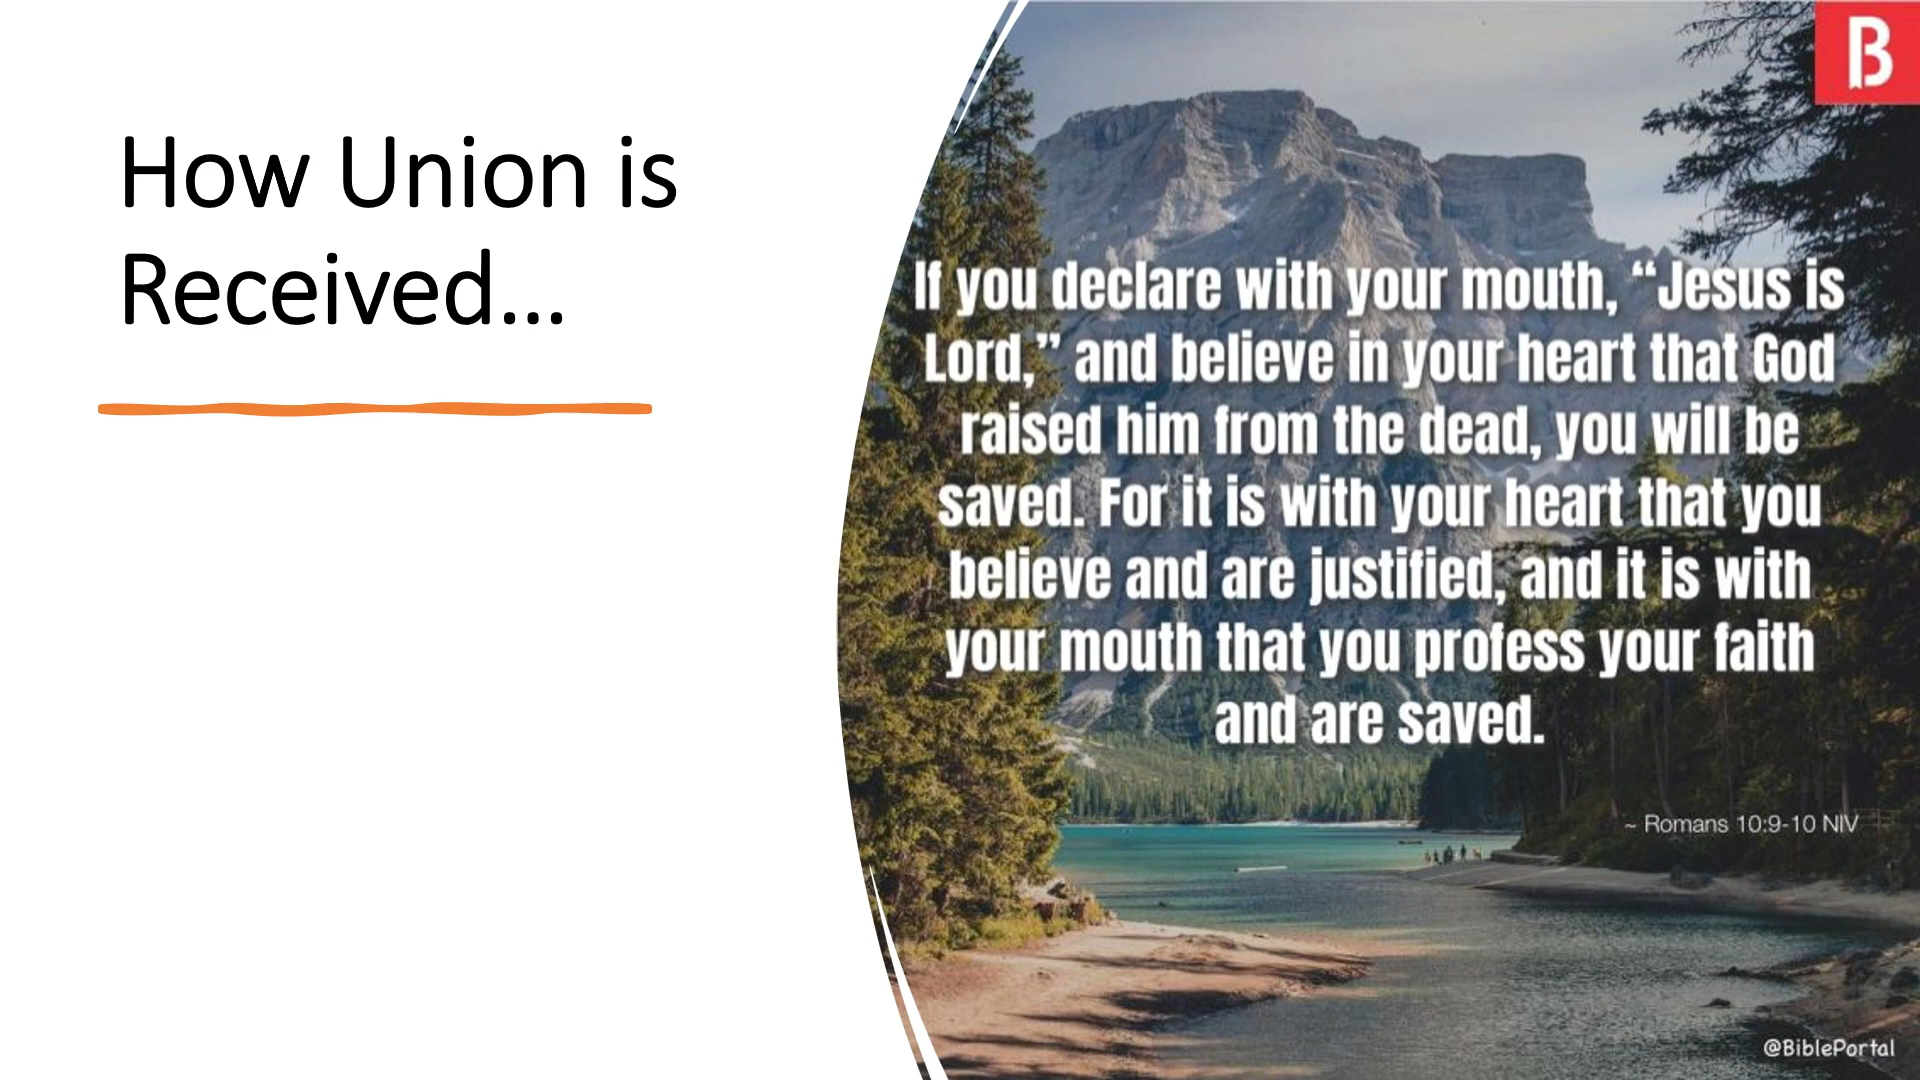 How Union is
Received...
B
If you declare with your mouth, “Jesus is
Lord,” and believe in your heart that God
raised him from the dead, you will be
saved. For it is with your heart that you
believe and are justified, and it is with
your mouth that you profess your faith
and are saved.
~ Romans 10:9-10 NIV
@BiblePortal